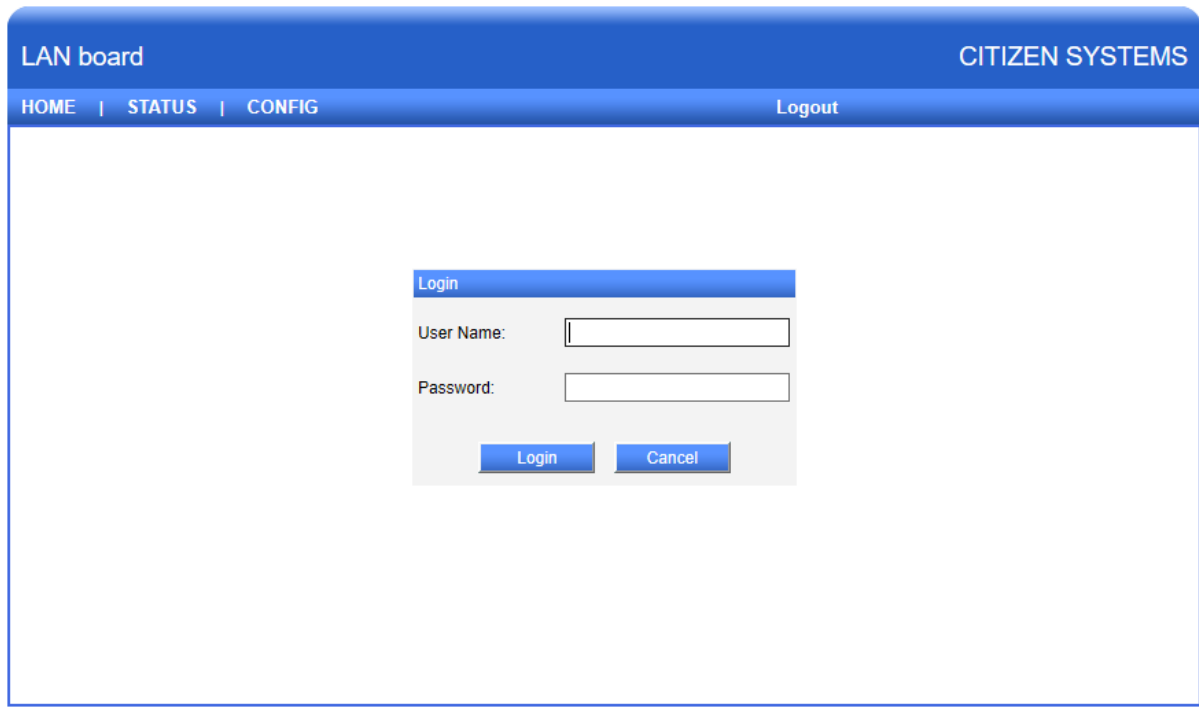 LAN board CITIZEN SYSTEMS
HOME | STATUS | CONFIG Logout
Login
User Name:
Password:
Login Cancel